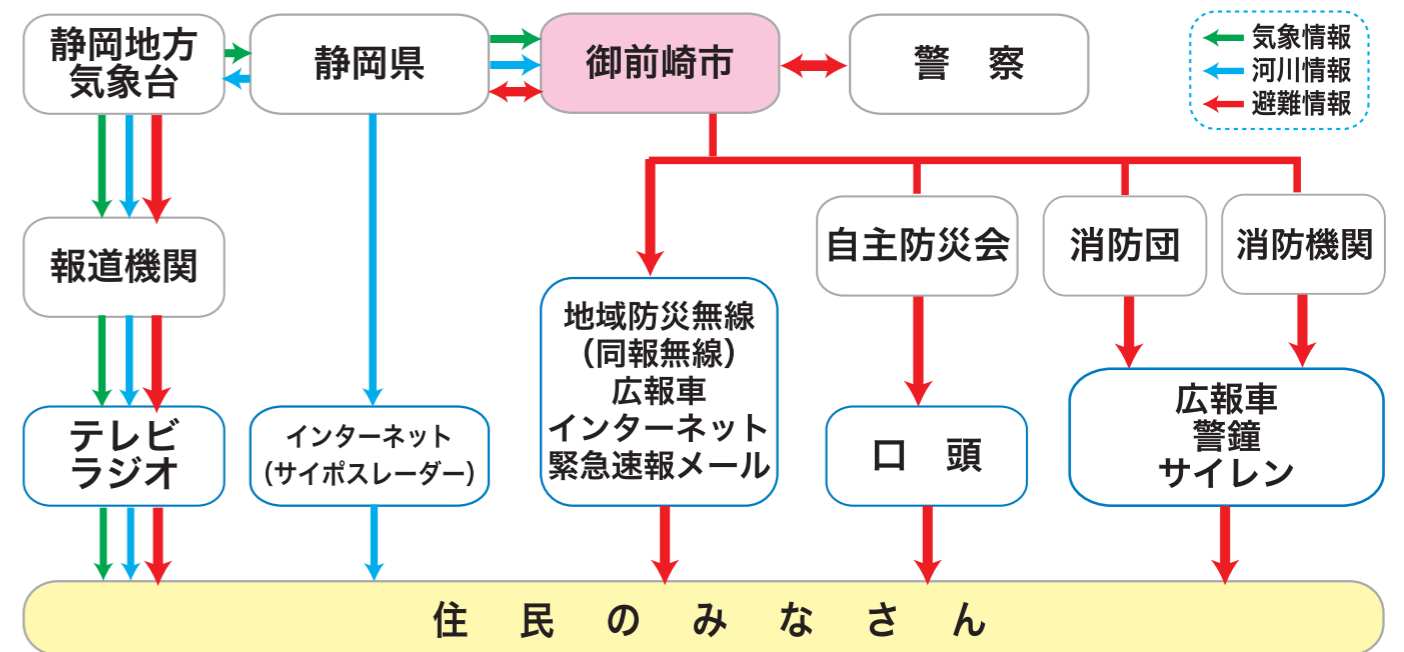 静岡地方
気象台
静岡県
御前崎市
警　察
気象情報
河川情報
避難情報
報道機関
自主防災会
消防団
消防機関
地域防災無線
（同報無線）
広報車
インターネット
緊急速報メール
テレビ
ラジオ
インターネット
（サイポスレーダー）
口　頭
広報車
警鐘
サイレン
住　民　の　み　な　さ　ん